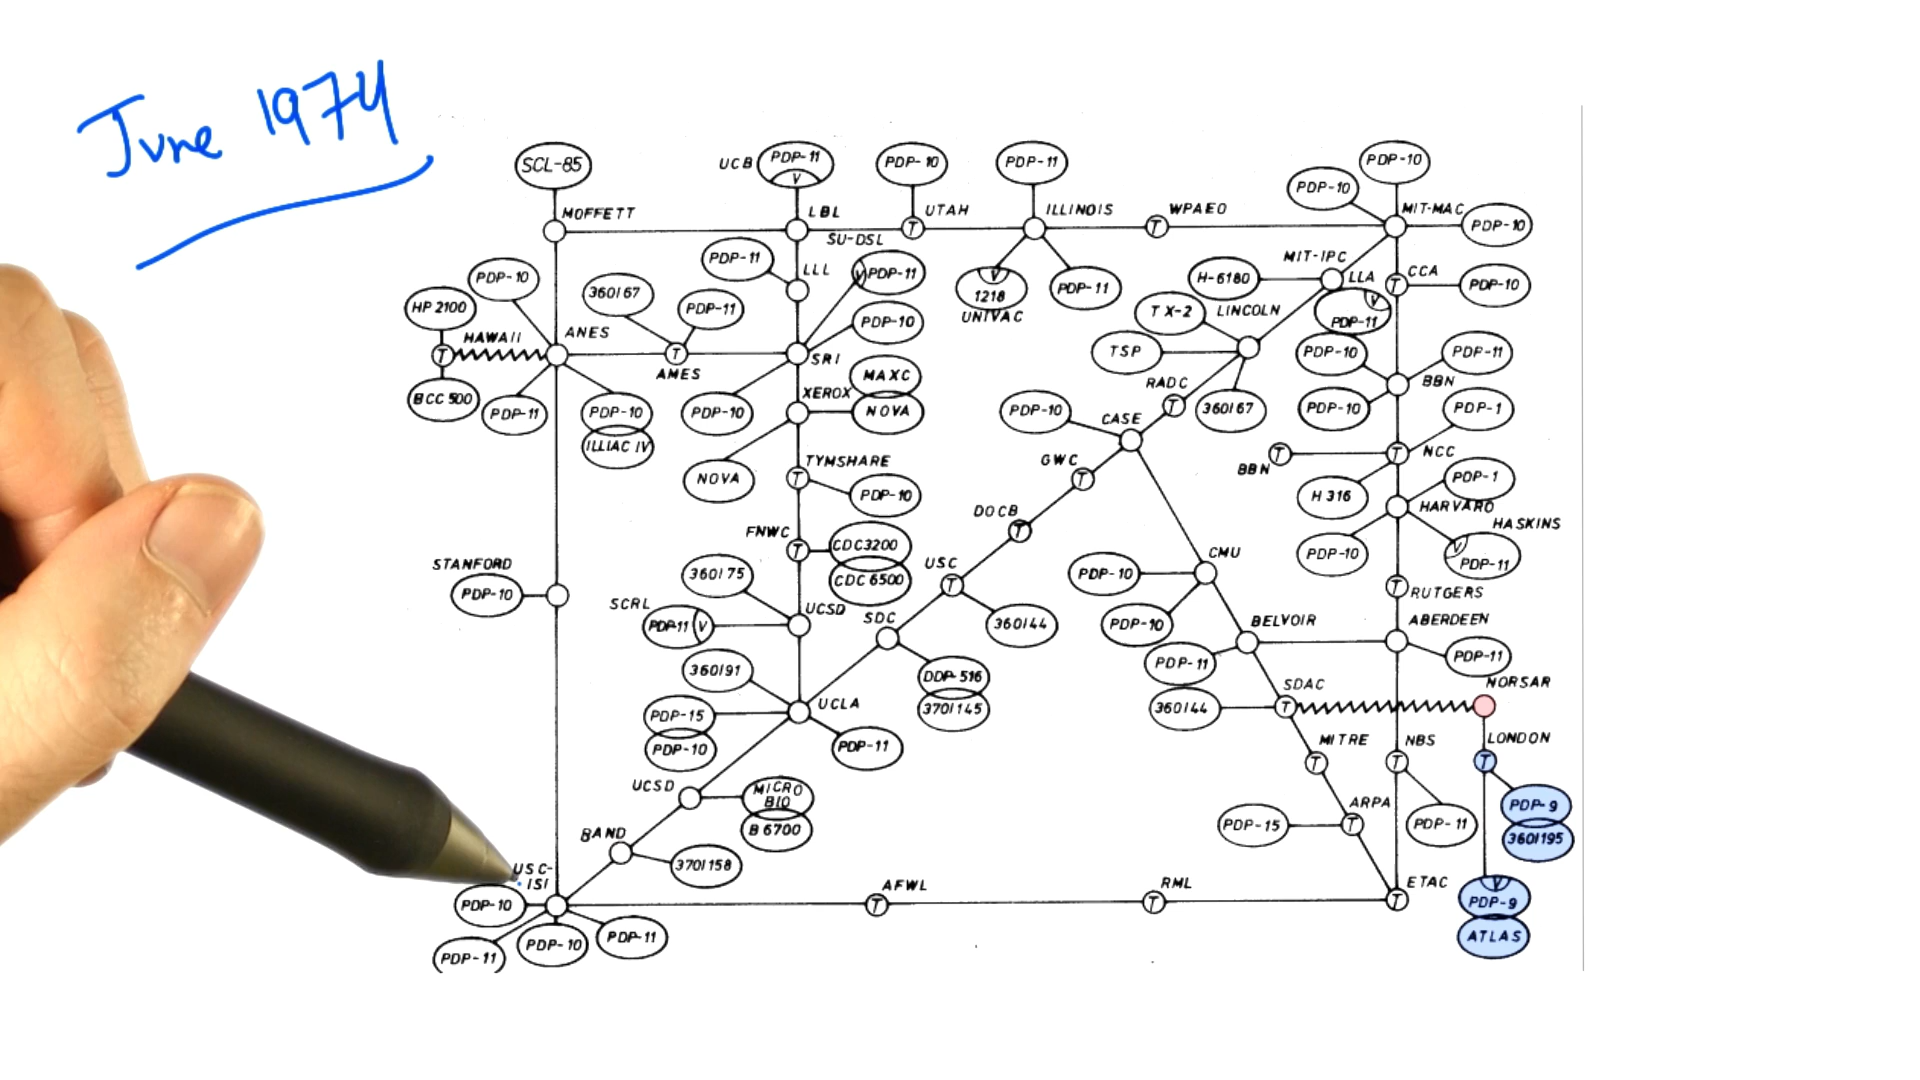 June 1974
SCL-85
UCB
PDP-11
V
PDP-10
PDP-11
PDP-10
PDP-10
MOFFETT
LBL
UTAH
T
ILLINOIS
WPAEO
T
MIT-MAC
PDP-10
SU-DSL
PDP-11
LLL
V
PDP-11
V
1218
UNIVAC
PDP-11
MIT-IPC
H-6180
LLA
V
PDP-11
CCA
T
PDP-10
PDP-10
HP 2100
360/67
PDP-11
PDP-10
TX-2
LINCOLN
HAWAII
T
ANES
T
AMES
SRI
TSP
PDP-10
PDP-11
BBN
BCC 500
PDP-11
PDP-10
ILLIAC IV
PDP-10
XEROX
MAXC
NOVA
RADC
T
360/67
PDP-10
PDP-1
PDP-10
CASE
NOVA
TYMSHARE
T
PDP-10
GWC
T
BBN
T
T
NCC
H316
PDP-1
HARVARD
DOCB
T
HASKINS
V
PDP-11
PDP-10
FNWC
T
CDC3200
CDC 6500
STANFORD
PDP-10
360/75
USC
T
360/44
CMU
PDP-10
PDP-10
T
RUTGERS
SCRL
PDP-11
V
UCSD
SDC
DDP-516
370/145
BELVOIR
PDP-11
ABERDEEN
PDP-11
360/91
PDP-15
PDP-10
UCLA
PDP-11
SDAC
360/44
T
NORSAR
MITRE
T
NBS
T
PDP-11
LONDON
T
PDP-9
360/195
UCSD
MICRO
BIO
B6700
ARPA
PDP-15
T
BAND
370/158
USC-
ISI
PDP-10
PDP-11
PDP-10
PDP-11
AFWL
T
RML
T
ETAC
T
V
PDP-9
ATLAS